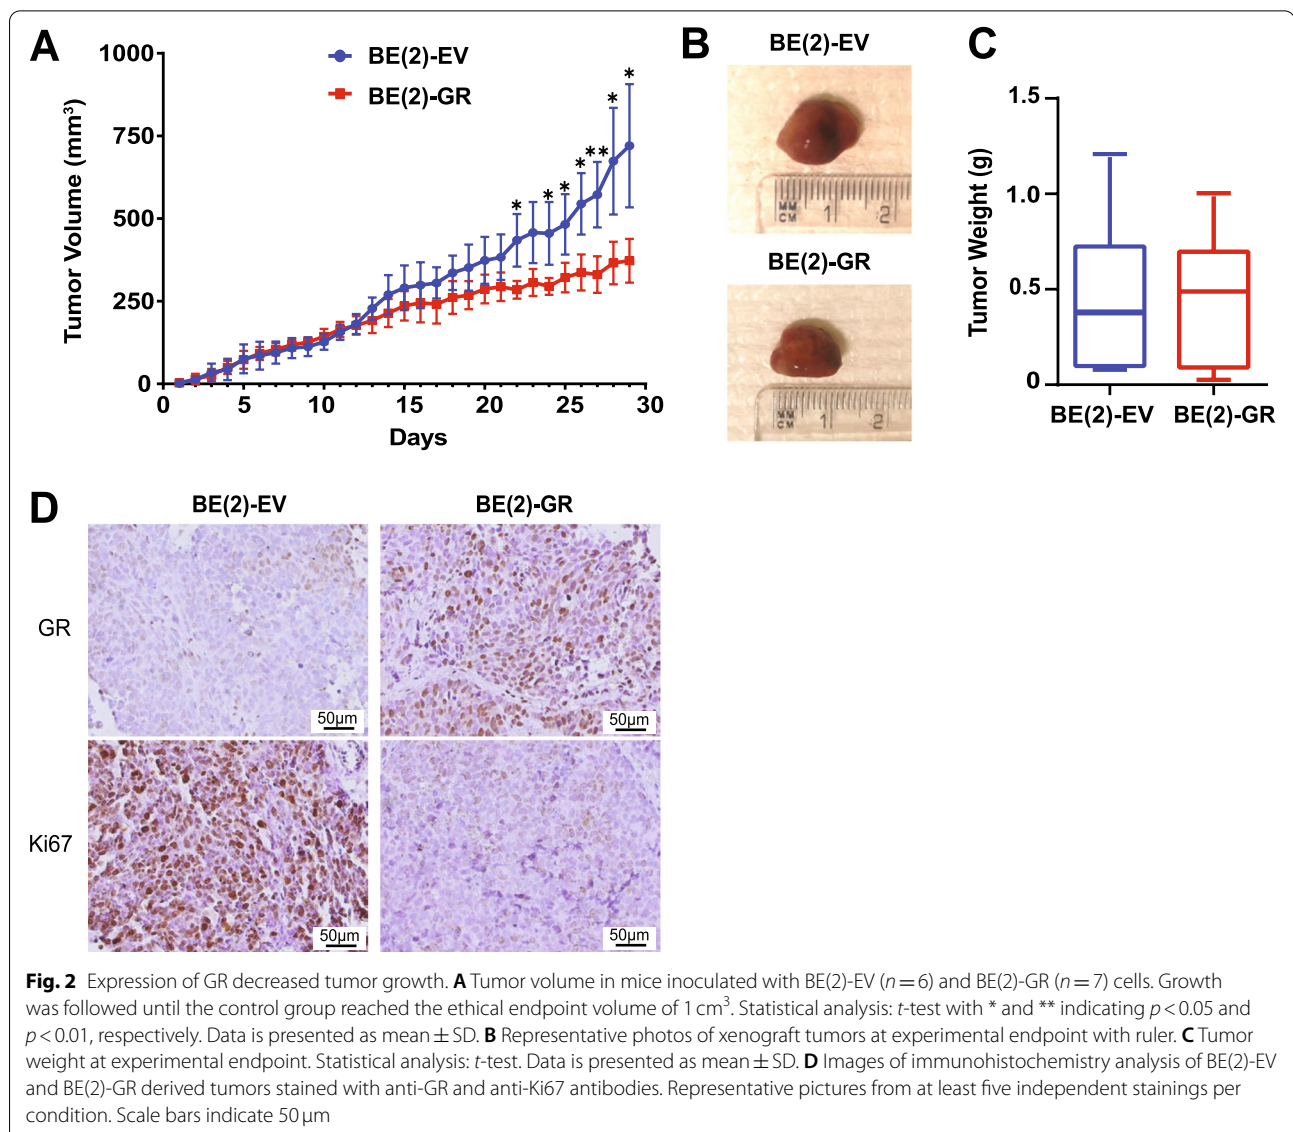 A
1000
750
500
250
0
Tumor Volume (mm³)
BE(2)-EV
BE(2)-GR
* * * * ** * *
0 5 10 15 20 25 30
Days
B
BE(2)-EV
MM
CM
1 2
BE(2)-GR
MM
CM
1 2
C
1.5
1.0
0.5
0
Tumor Weight (g)
BE(2)-EV BE(2)-GR
D
BE(2)-EV BE(2)-GR
GR
50µm 50µm
Ki67
50µm 50µm
Fig. 2 Expression of GR decreased tumor growth. A Tumor volume in mice inoculated with BE(2)-EV (n = 6) and BE(2)-GR (n = 7) cells. Growth
was followed until the control group reached the ethical endpoint volume of 1 cm³. Statistical analysis: t-test with * and ** indicating p < 0.05 and
p < 0.01, respectively. Data is presented as mean ± SD. B Representative photos of xenograft tumors at experimental endpoint with ruler. C Tumor
weight at experimental endpoint. Statistical analysis: t-test. Data is presented as mean ± SD. D Images of immunohistochemistry analysis of BE(2)-EV
and BE(2)-GR derived tumors stained with anti-GR and anti-Ki67 antibodies. Representative pictures from at least five independent stainings per
condition. Scale bars indicate 50 µm